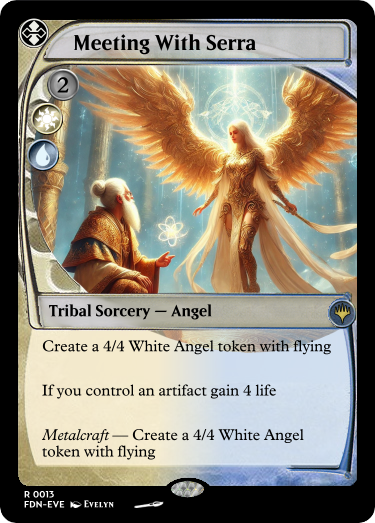 Meeting With Serra
2
Tribal Sorcery — Angel
Create a 4/4 White Angel token with flying
If you control an artifact gain 4 life
Metalcraft — Create a 4/4 White Angel
token with flying
R 0013
FDN-EVE Evelyn